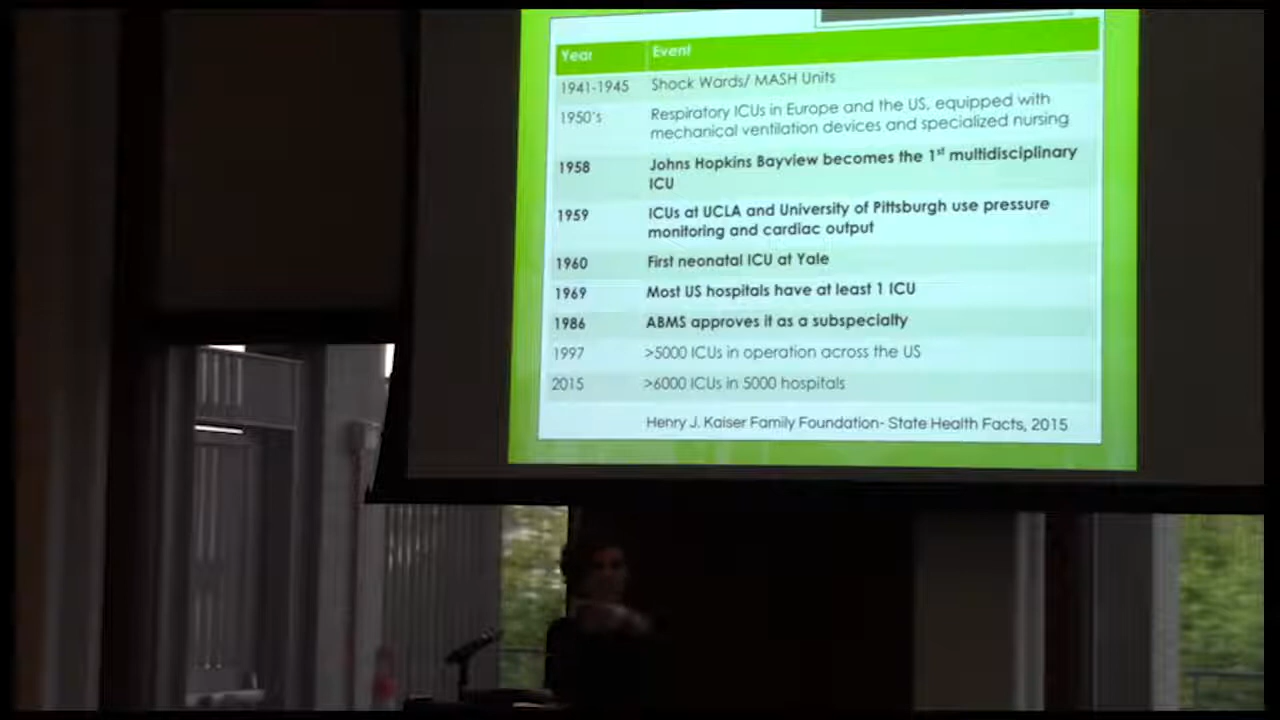 Year Event
1941-1945 Shock Wards/ MASH Units
1950's Respiratory ICUs in Europe and the US, equipped with
mechanical ventilation devices and specialized nursing
1958 Johns Hopkins Bayview becomes the 1st multidisciplinary
ICU
1959 ICUs at UCLA and University of Pittsburgh use pressure
monitoring and cardiac output
1960 First neonatal ICU at Yale
1969 Most US hospitals have at least 1 ICU
1986 ABMS approves it as a subspecialty
1997 >5000 ICUs in operation across the US
2015 >6000 ICUs in 5000 hospitals
Henry J. Kaiser Family Foundation- State Health Facts, 2015